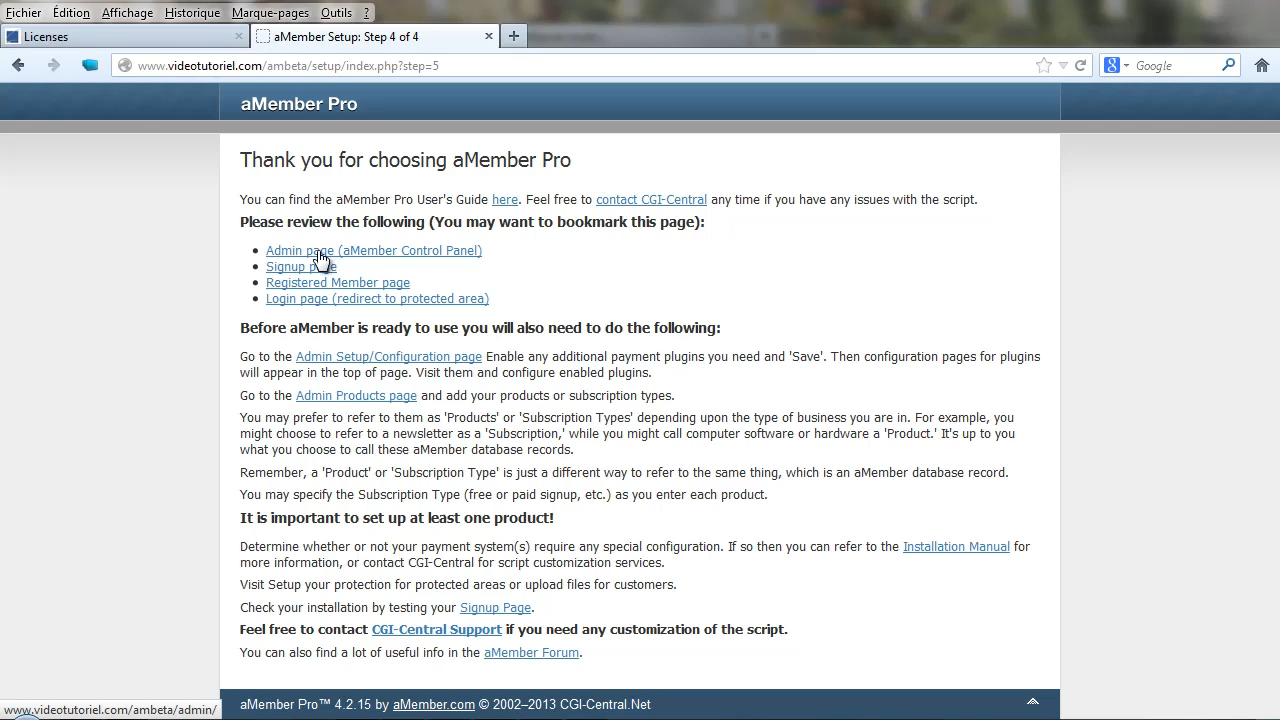 Fichier Édition Affichage Historique Marque-pages Outils ?
Licenses
aMember Setup: Step 4 of 4
www.videotutoriel.com/ambeta/setup/index.php?step=5
Google
aMember Pro
Thank you for choosing aMember Pro
You can find the aMember Pro User's Guide here. Feel free to contact CGI-Central any time if you have any issues with the script.
Please review the following (You may want to bookmark this page):
Admin page (aMember Control Panel)
Signup page
Registered Member page
Login page (redirect to protected area)
Before aMember is ready to use you will also need to do the following:
Go to the Admin Setup/Configuration page Enable any additional payment plugins you need and 'Save'. Then configuration pages for plugins
will appear in the top of page. Visit them and configure enabled plugins.
Go to the Admin Products page and add your products or subscription types.
You may prefer to refer to them as 'Products' or 'Subscription Types' depending upon the type of business you are in. For example, you
might choose to refer to a newsletter as a 'Subscription,' while you might call computer software or hardware a 'Product.' It's up to you
what you choose to call these aMember database records.
Remember, a 'Product' or 'Subscription Type' is just a different way to refer to the same thing, which is an aMember database record.
You may specify the Subscription Type (free or paid signup, etc.) as you enter each product.
It is important to set up at least one product!
Determine whether or not your payment system(s) require any special configuration. If so then you can refer to the Installation Manual for
more information, or contact CGI-Central for script customization services.
Visit Setup your protection for protected areas or upload files for customers.
Check your installation by testing your Signup Page.
Feel free to contact CGI-Central Support if you need any customization of the script.
You can also find a lot of useful info in the aMember Forum.
aMember Pro™ 4.2.15 by aMember.com © 2002–2013 CGI-Central.Net
www.videotutoriel.com/ambeta/admin/